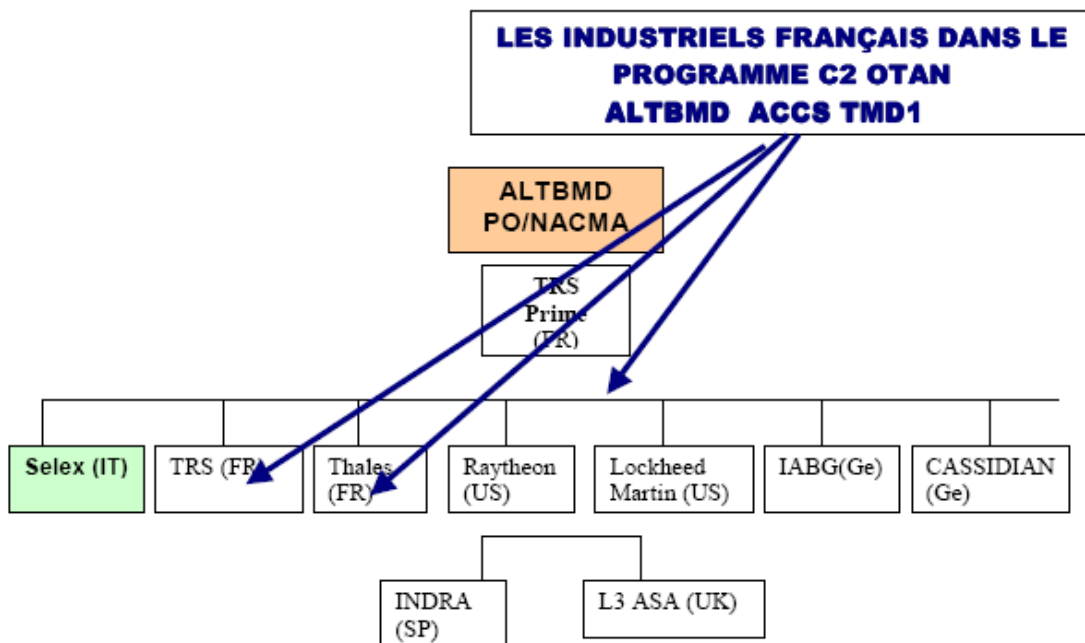 LES INDUSTRIELS FRANÇAIS DANS LE
PROGRAMME C2 OTAN
ALTBMD ACCS TMD1
ALTBMD
PO/NACMA
TRS
Prime
(FR)
Selex (IT)
TRS (FR)
Thales
(FR)
Raytheon
(US)
Lockheed
Martin (US)
IABG(Ge)
CASSIDIAN
(Ge)
INDRA
(SP)
L3 ASA (UK)